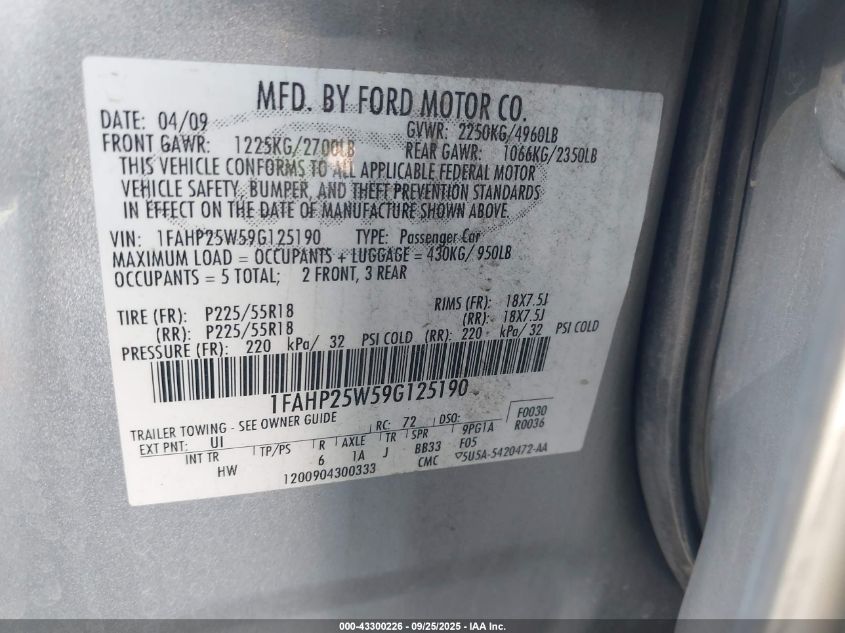 MFD. BY FORD MOTOR CO.
DATE: 04/09 GVWR: 2250KG/4960LB
FRONT GAWR: 1225KG/2700LB REAR GAWR: 1066KG/2350LB
THIS VEHICLE CONFORMS TO ALL APPLICABLE FEDERAL MOTOR
VEHICLE SAFETY, BUMPER, AND THEFT PREVENTION STANDARDS
IN EFFECT ON THE DATE OF MANUFACTURE SHOWN ABOVE.
VIN: 1FAHP25W59G125190 TYPE: Passenger Car
MAXIMUM LOAD = OCCUPANTS + LUGGAGE = 430KG/ 950LB
OCCUPANTS = 5 TOTAL; 2 FRONT, 3 REAR
TIRE (FR): P225/55R18 RIMS (FR): 18X7.5J
(RR): P225/55R18 (RR): 18X7.5J
PRESSURE (FR): 220 kPa/ 32 PSI COLD (RR): 220 kPa/ 32 PSI COLD
1FAHP25W59G125190
TRAILER TOWING - SEE OWNER GUIDE
EXT PNT: UI RC: 72 DSO: F0030
INT TR TP/PS R AXLE TR SPR 9PG1A R0036
HW 6 1A J BB33 F05
1200904300333 CMC 5U5A-5420472-AA
000-43300226 - 09/25/2025 - IAA Inc.